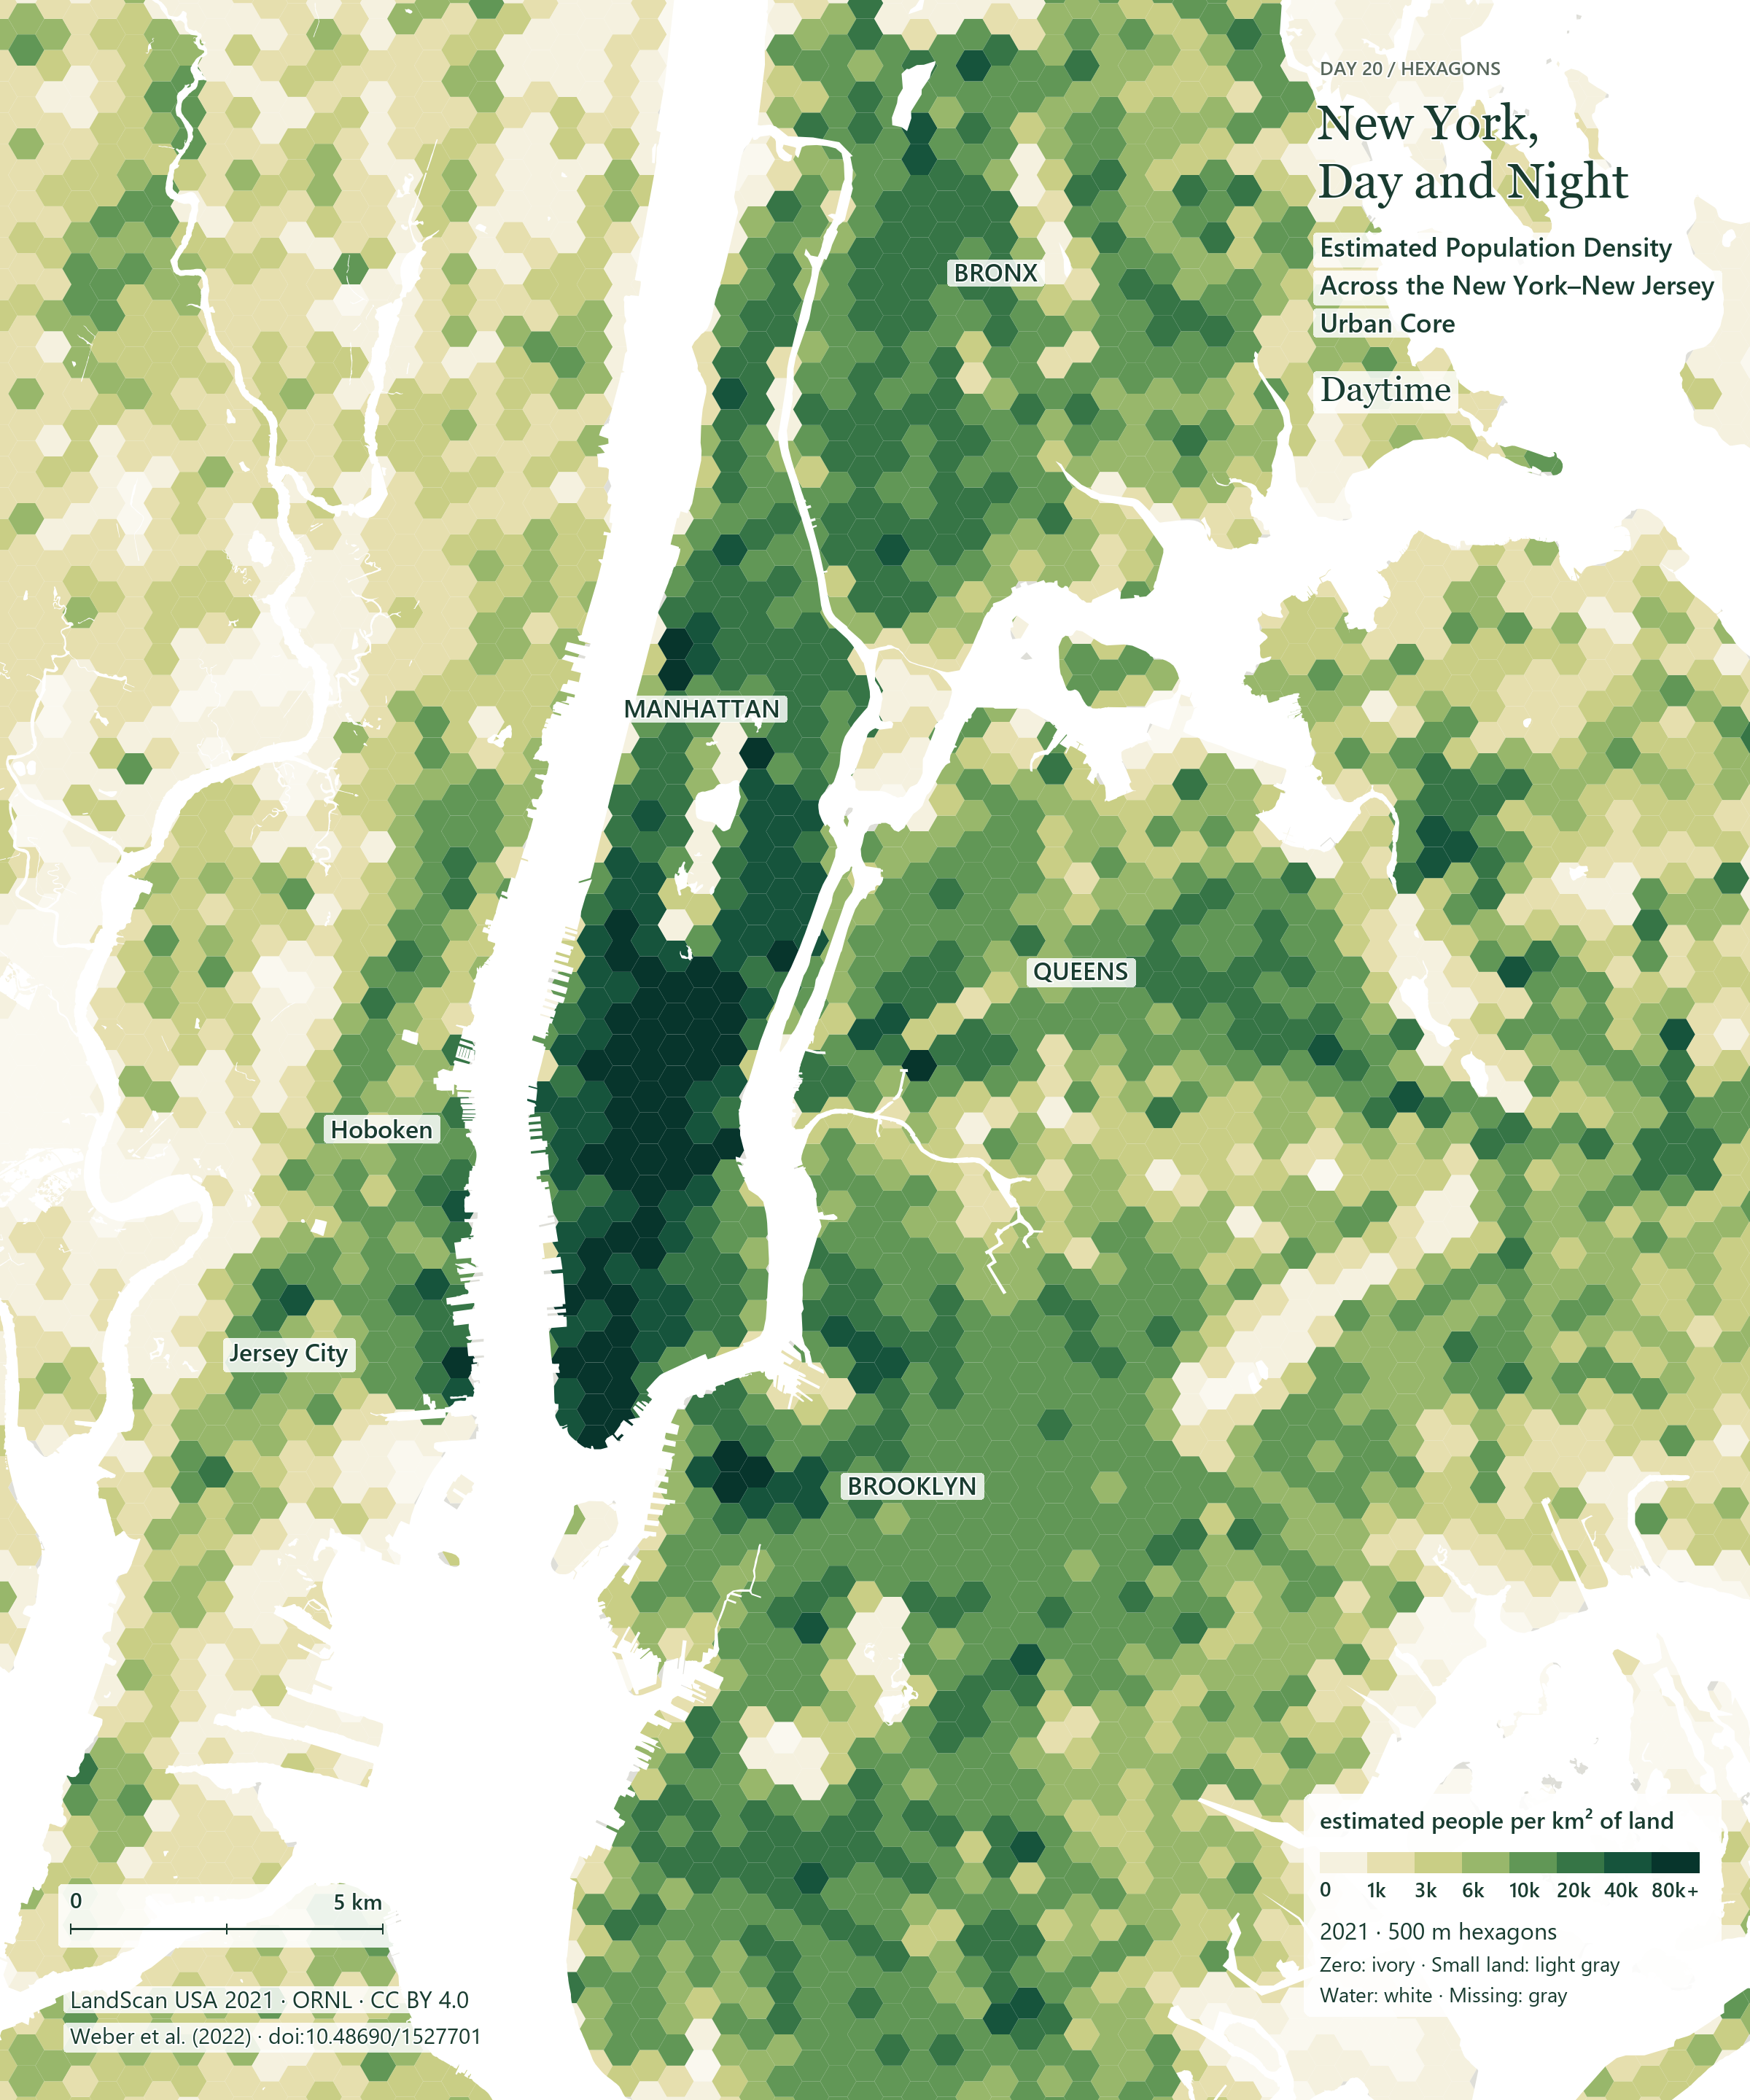 DAY 20 / HEXAGONS
New York,
Day and Night
Estimated Population Density
Across the New York–New Jersey
Urban Core
Daytime
BRONX
MANHATTAN
QUEENS
Hoboken
Jersey City
BROOKLYN
estimated people per km² of land
0 1k 3k 6k 10k 20k 40k 80k+
2021 · 500 m hexagons
Zero: ivory · Small land: light gray
Water: white · Missing: gray
0 5 km
LandScan USA 2021 · ORNL · CC BY 4.0
Weber et al. (2022) · doi:10.48690/1527701